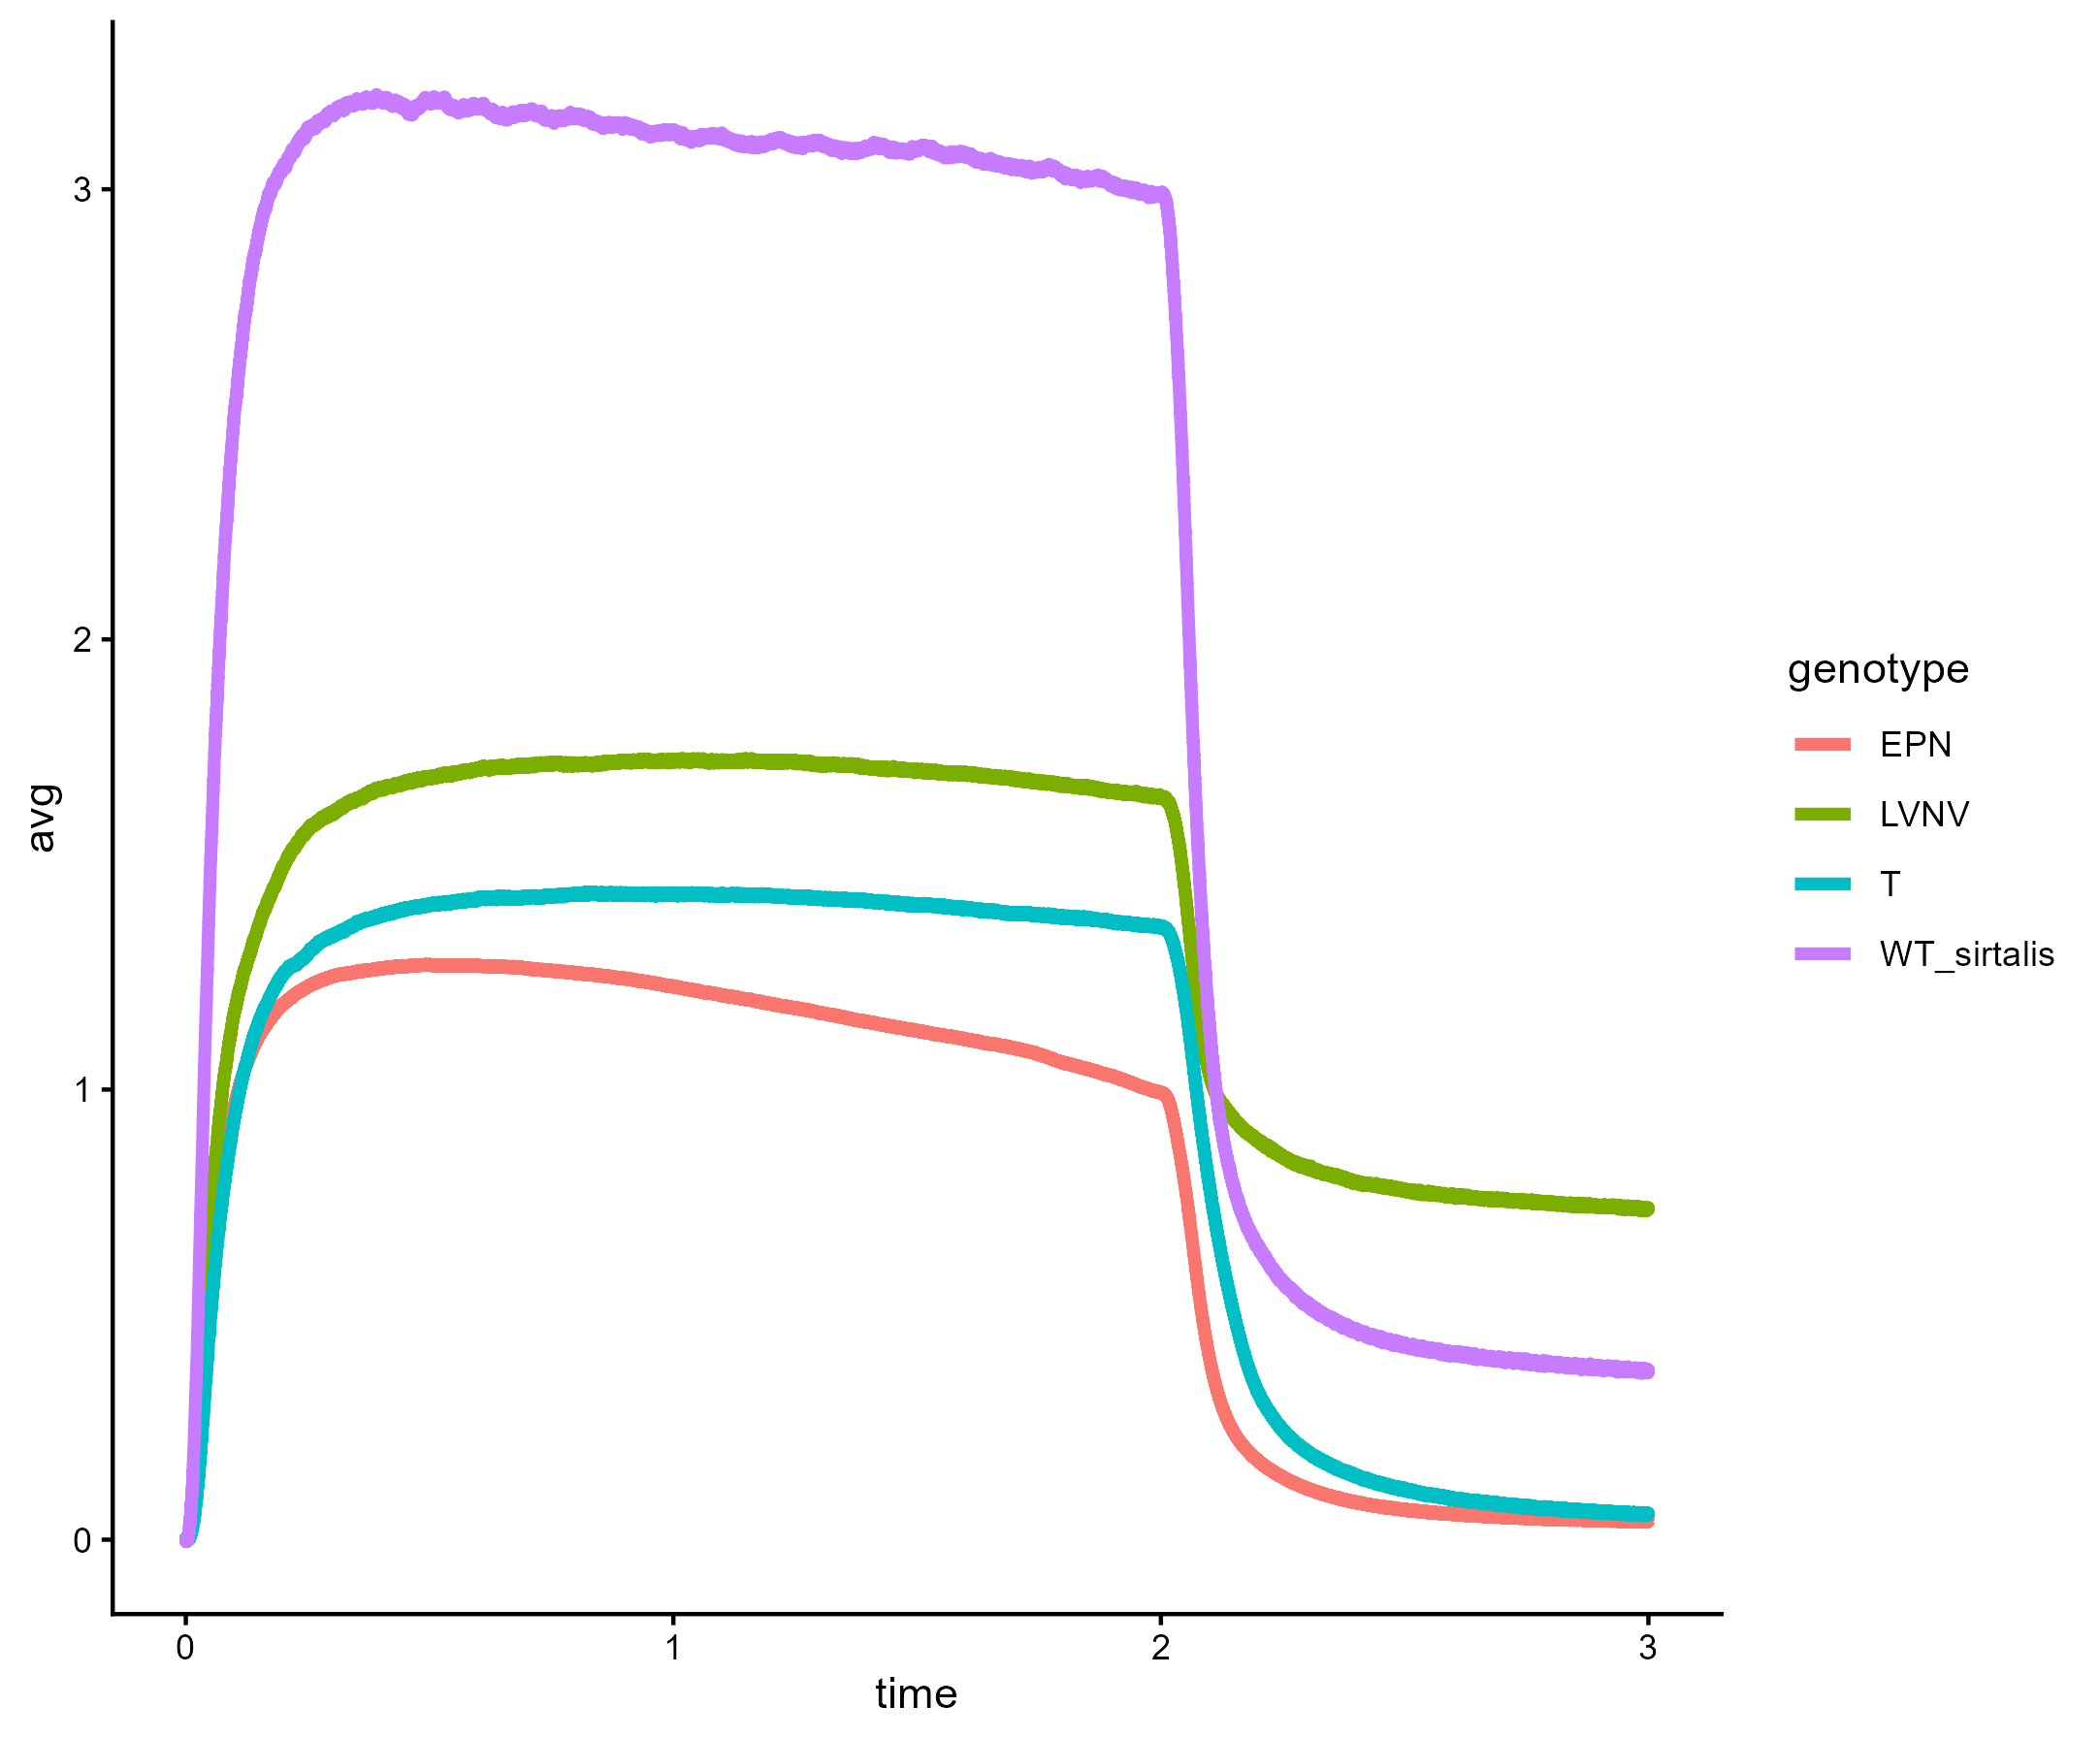 3
2
1
0
avg
0 1 2 3
time
genotype
EPN
LVNV
T
WT_sirtalis